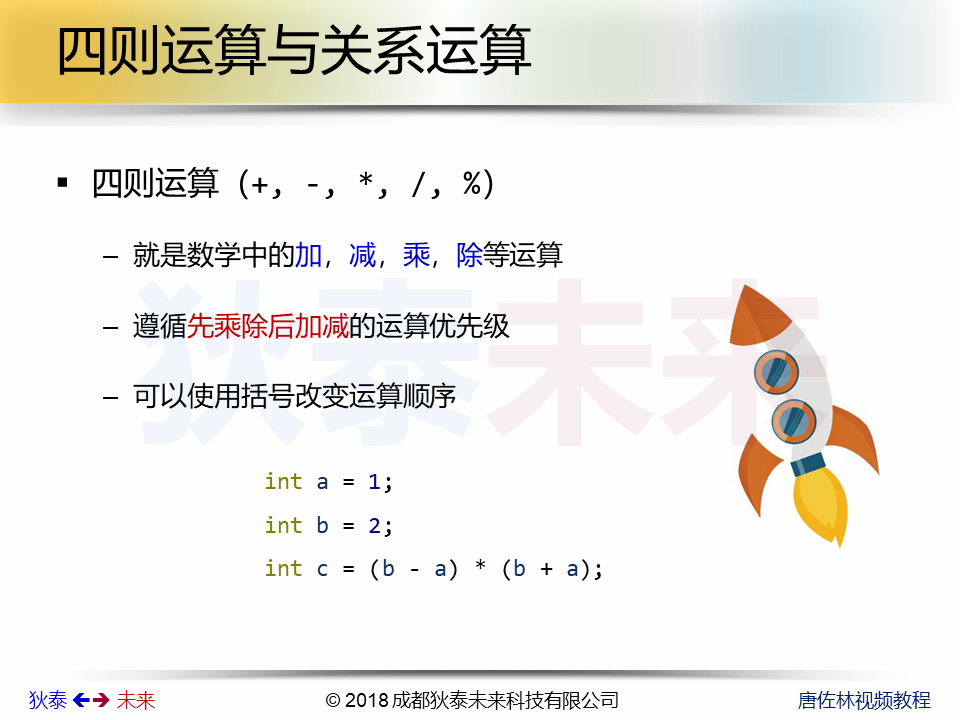 四则运算与关系运算
▪ 四则运算（+，-，*，/，%）
– 就是数学中的加，减，乘，除等运算
– 遵循先乘除后加减的运算优先级
– 可以使用括号改变运算顺序
狄泰未来
int a = 1;
int b = 2;
int c = (b - a) * (b + a);
狄泰 🡸🡺 未来
© 2018 成都狄泰未来科技有限公司
唐佐林视频教程